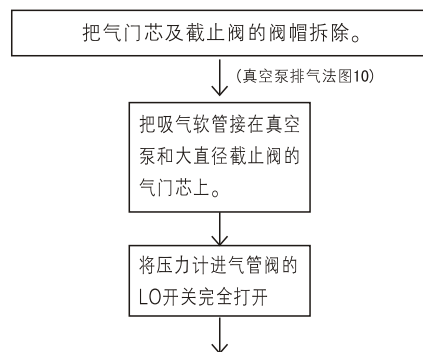 把气门芯及截止阀的阀帽拆除。
(真空泵排气法图10)
把吸气软管接在真空
泵和大直径截止阀的
气门芯上。
将压力计进气管阀的
LO开关完全打开